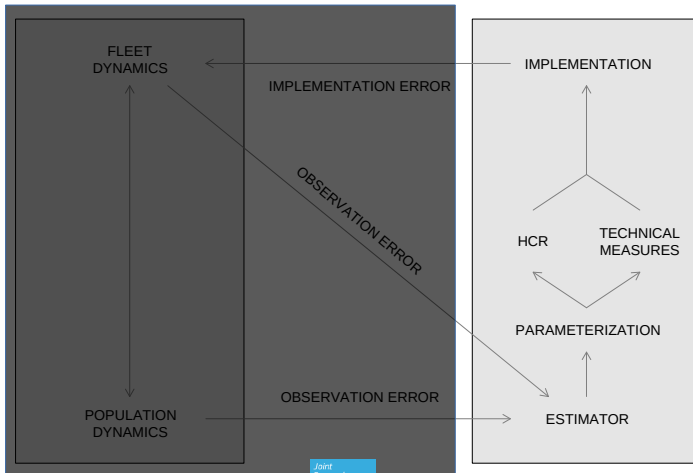 FLEET
DYNAMICS
IMPLEMENTATION
IMPLEMENTATION ERROR
OBSERVATION ERROR
HCR
TECHNICAL
MEASURES
PARAMETERIZATION
OBSERVATION ERROR
POPULATION
DYNAMICS
ESTIMATOR
Joint